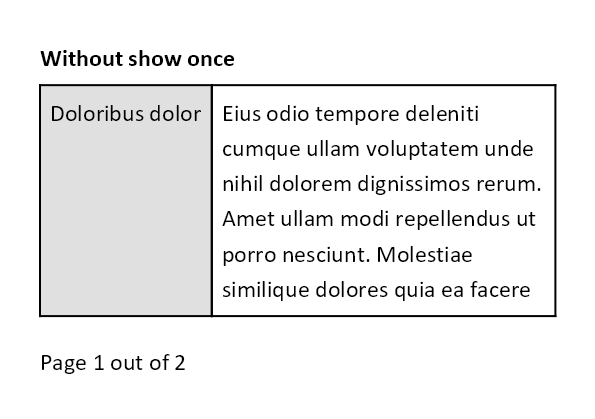 Without show once
Doloribus dolor
Eius odio tempore deleniti
cumque ullam voluptatem unde
nihil dolorem dignissimos rerum.
Amet ullam modi repellendus ut
porro nesciunt. Molestiae
similique dolores quia ea facere
Page 1 out of 2